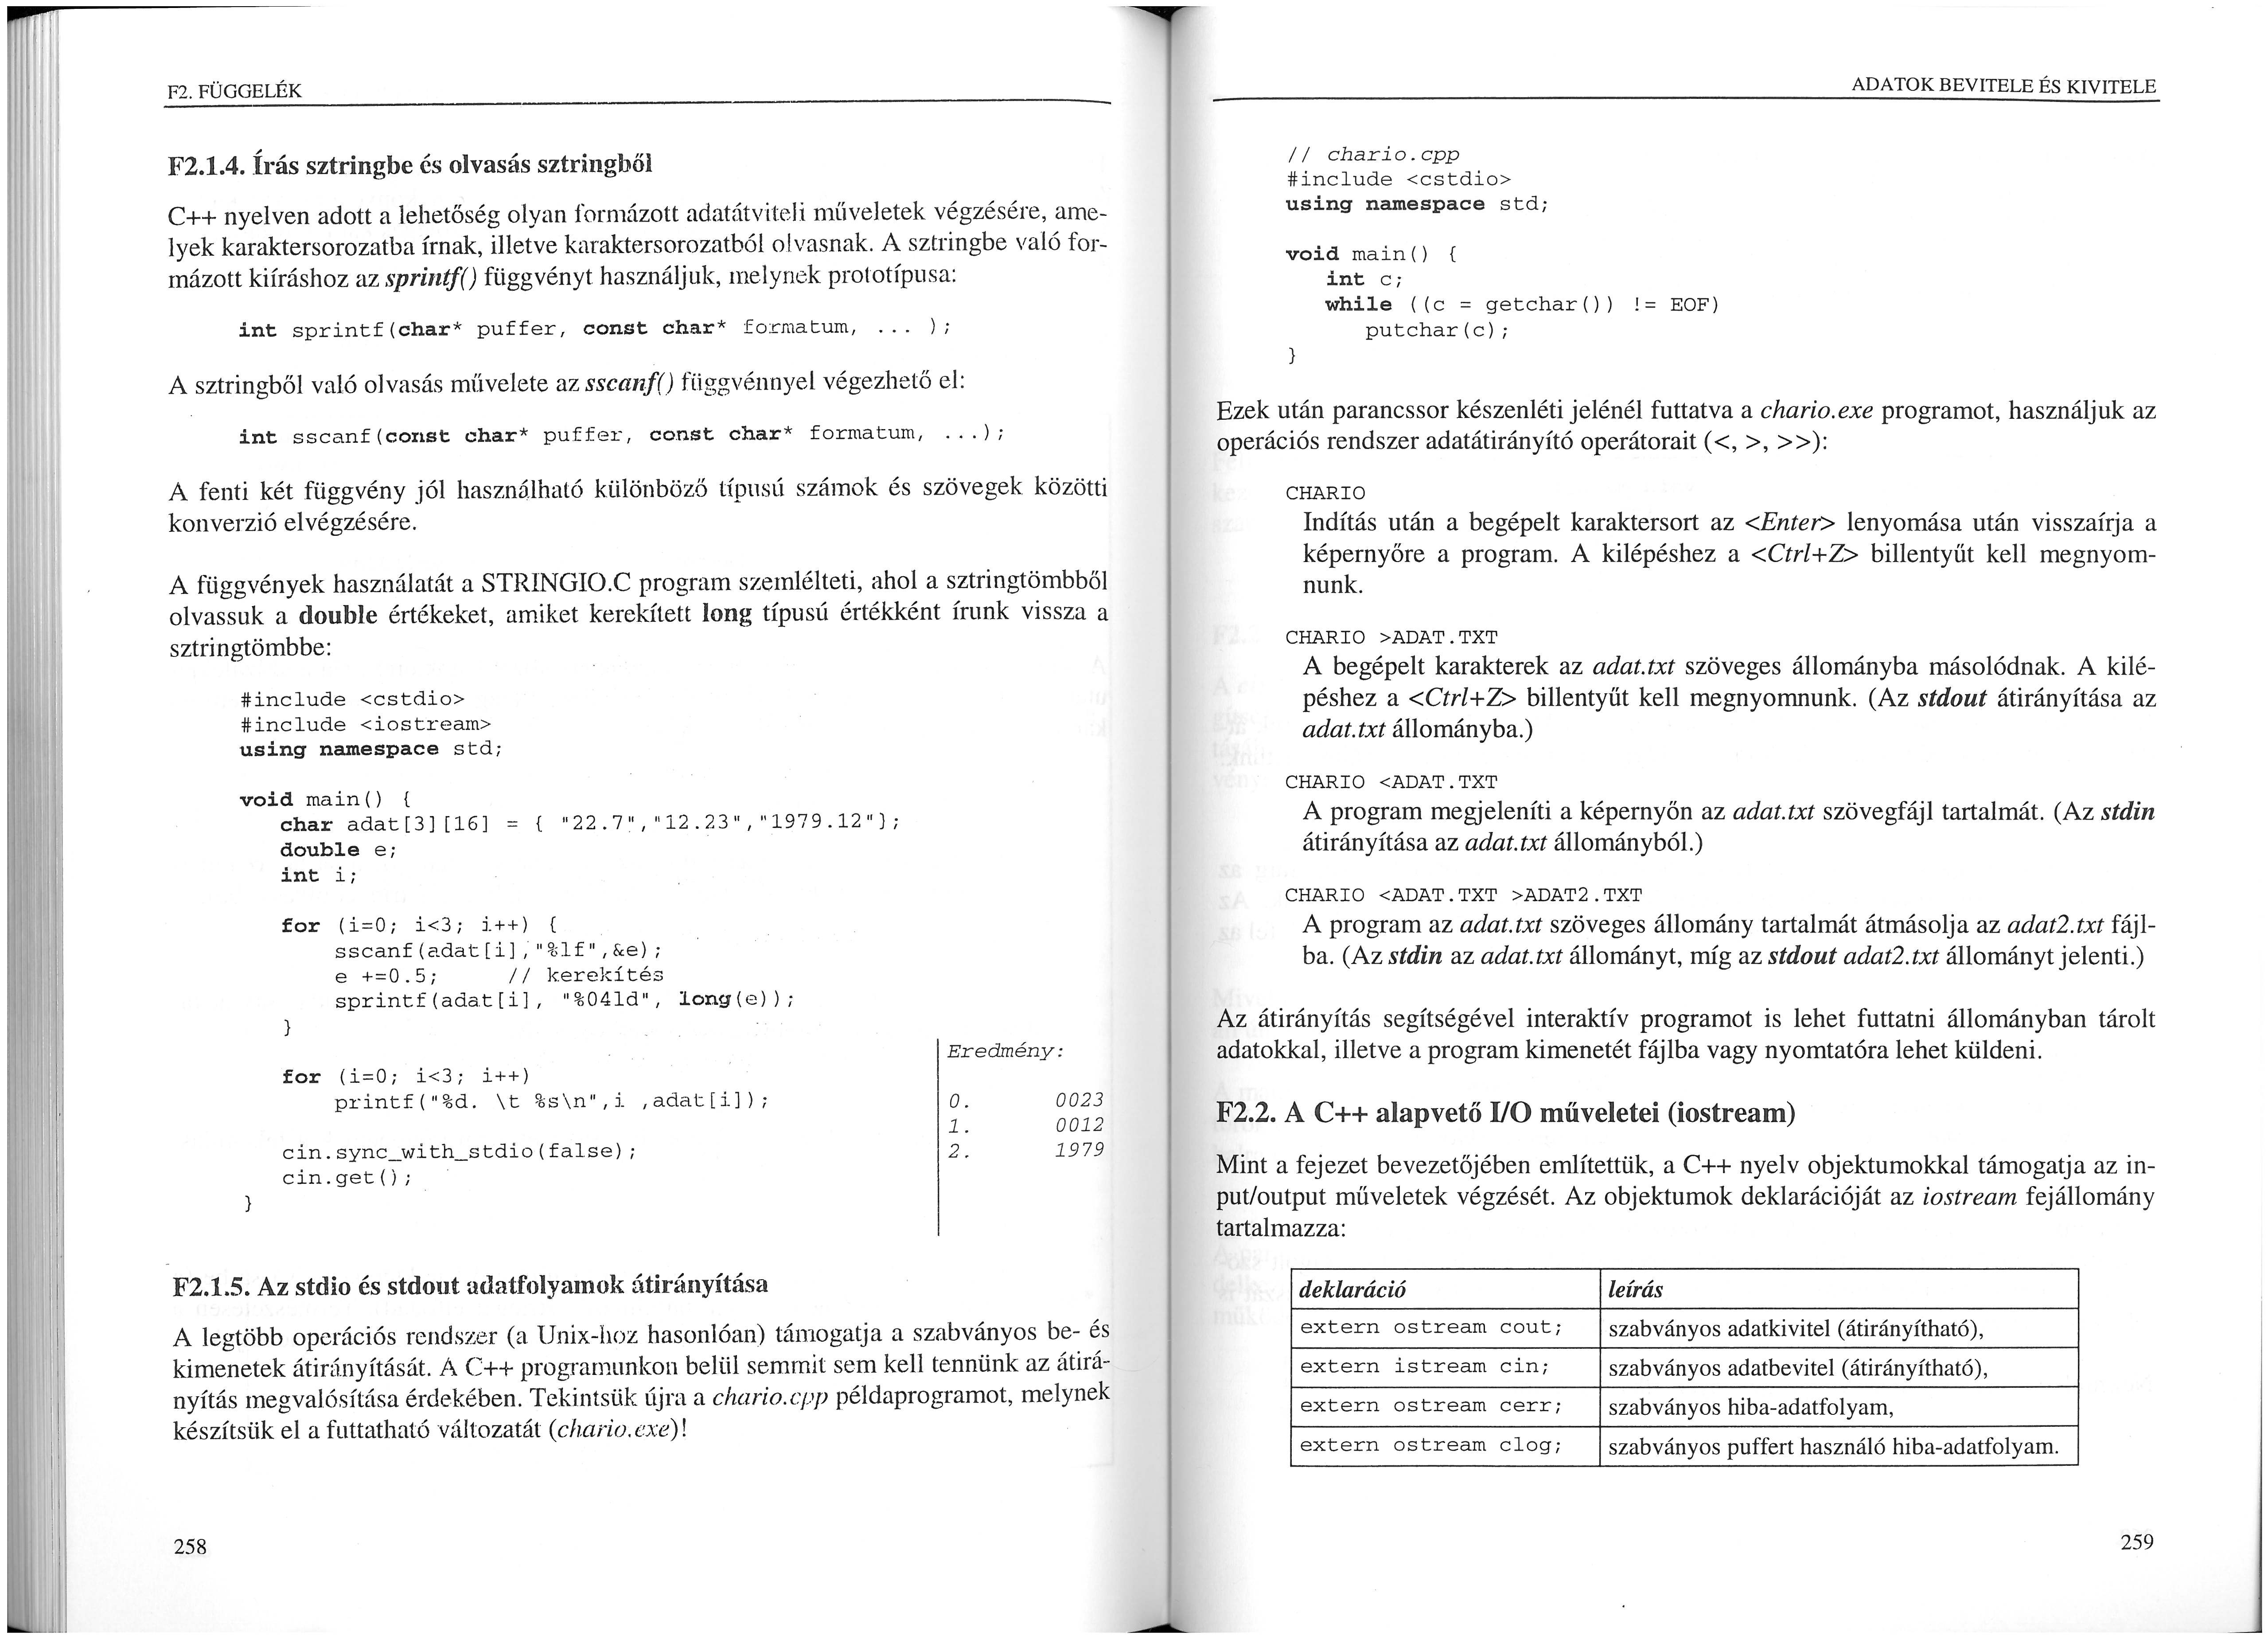 F2. FÜGGELÉK
F2.1.4. Írás sztringbe és olvasás sztringből
C++ nyelven adott a lehetőség olyan formázott adatátviteli műveletek végzésére, ame-
lyek karaktersorozatba írnak, illetve karaktersorozatból olvasnak. A sztringbe való for-
mázott kiíráshoz az sprintf() függvényt használjuk, melynek prototípusa:
int sprintf(char* puffer, const char* formatum, ... );
A sztringből való olvasás művelete az sscanf() függvénnyel végezhető el:
int sscanf(const char* puffer, const char* formatum, ...);
A fenti két függvény jól használható különböző típusú számok és szövegek közötti
konverzió elvégzésére.
A függvények használatát a STRINGIO.C program szemlélteti, ahol a sztringtömbből
olvassuk a double értékeket, amiket kerekített long típusú értékként írunk vissza a
sztringtömbbe:
#include <cstdio>
#include <iostream>
using namespace std;
void main() {
char adat[3][16] = { "22.7","12.23","1979.12"};
double e;
int i;
for (i=0; i<3; i++) {
sscanf(adat[i],"%lf",&e);
e +=0.5; // kerekítés
sprintf(adat[i], "%04ld", long(e));
}
for (i=0; i<3; i++)
printf("%d. \t %s\n",i ,adat[i]);
cin.sync_with_stdio(false);
cin.get();
}
Eredmény:
0. 0023
1. 0012
2. 1979
F2.1.5. Az stdio és stdout adatfolyamok átirányítása
A legtöbb operációs rendszer (a Unix-hoz hasonlóan) támogatja a szabványos be- és
kimenetek átirányítását. A C++ programunkon belül semmit sem kell tennünk az átirá-
nyítás megvalósítása érdekében. Tekintsük újra a chario.cpp példaprogramot, melynek
készítsük el a futtatható változatát (chario.exe)!
258
ADATOK BEVITELE ÉS KIVITELE
// chario.cpp
#include <cstdio>
using namespace std;
void main() {
int c;
while ((c = getchar()) != EOF)
putchar(c);
}
Ezek után parancssor készenléti jelénél futtatva a chario.exe programot, használjuk az
operációs rendszer adatátirányító operátorait (<, >, >>):
CHARIO
Indítás után a begépelt karaktersort az <Enter> lenyomása után visszaírja a
képernyőre a program. A kilépéshez a <Ctrl+Z> billentyűt kell megnyom-
nunk.
CHARIO >ADAT.TXT
A begépelt karakterek az adat.txt szöveges állományba másolódnak. A kilé-
péshez a <Ctrl+Z> billentyűt kell megnyomnunk. (Az stdout átirányítása az
adat.txt állományba.)
CHARIO <ADAT.TXT
A program megjeleníti a képernyőn az adat.txt szövegfájl tartalmát. (Az stdin
átirányítása az adat.txt állományból.)
CHARIO <ADAT.TXT >ADAT2.TXT
A program az adat.txt szöveges állomány tartalmát átmásolja az adat2.txt fájl-
ba. (Az stdin az adat.txt állományt, míg az stdout adat2.txt állományt jelenti.)
Az átirányítás segítségével interaktív programot is lehet futtatni állományban tárolt
adatokkal, illetve a program kimenetét fájlba vagy nyomtatóra lehet küldeni.
F2.2. A C++ alapvető I/O műveletei (iostream)
Mint a fejezet bevezetőjében említettük, a C++ nyelv objektumokkal támogatja az in-
put/output műveletek végzését. Az objektumok deklarációját az iostream fejállomány
tartalmazza:
deklaráció leírás
extern ostream cout; szabványos adatkivitel (átirányítható),
extern istream cin; szabványos adatbevitel (átirányítható),
extern ostream cerr; szabványos hiba-adatfolyam,
extern ostream clog; szabványos puffert használó hiba-adatfolyam.
259